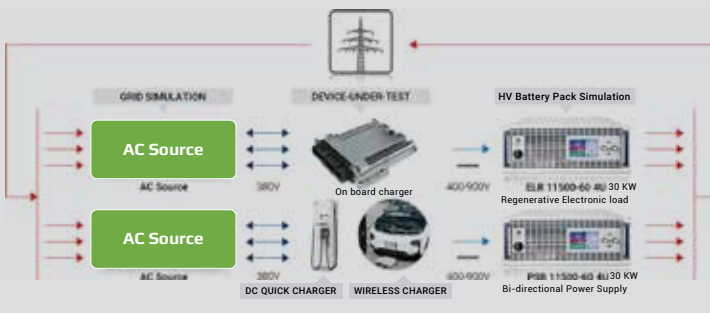 GRID SIMULATION
DEVICE-UNDER-TEST
HV Battery Pack Simulation
AC Source
AC Source
380V
On board charger
400-900V
ELR 11500-60 4U 30 KW
Regenerative Electronic load
AC Source
AC Source
380V
DC QUICK CHARGER
WIRELESS CHARGER
600-900V
PSB 11500-60 4U 30 KW
Bi-directional Power Supply